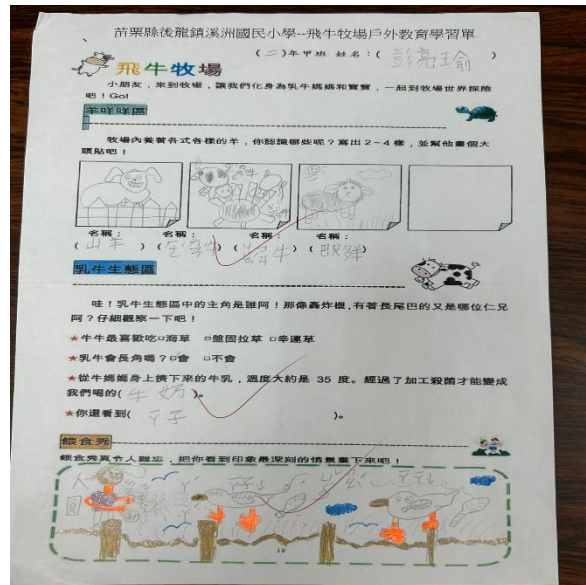 苗栗縣後龍鎮溪洲國民小學--飛牛牧場戶外教育學習單
(二)年甲班 姓名:(彭亮瑜)
飛牛牧場
小朋友,來到牧場,讓我們化身為乳牛媽媽和寶寶,一起到牧場世界探險
吧!Go!
羊咩咩區
牧場內養著各式各樣的羊,你認識哪些呢?寫出2~4樣,並幫他畫個大
頭貼吧!
名稱: 名稱: 名稱: 名稱:
(山羊) ( ) ( 牛) ( )
乳牛生態區
哇!乳牛生態區中的主角是誰阿!那像轟炸機,有著長尾巴的又是哪位仁兄
阿?仔細觀察一下吧!
★牛牛最喜歡吃□海草 □盤固拉草 □幸運草
★乳牛會長角嗎?□會 □不會
★從牛媽媽身上擠下來的牛乳,溫度大約是 35 度。經過了加工殺菌才能變成
我們喝的(牛奶)。
★你還看到( )。
餵食秀
餵食秀真令人難忘,把你看到印象最深刻的情景畫下來吧!
12